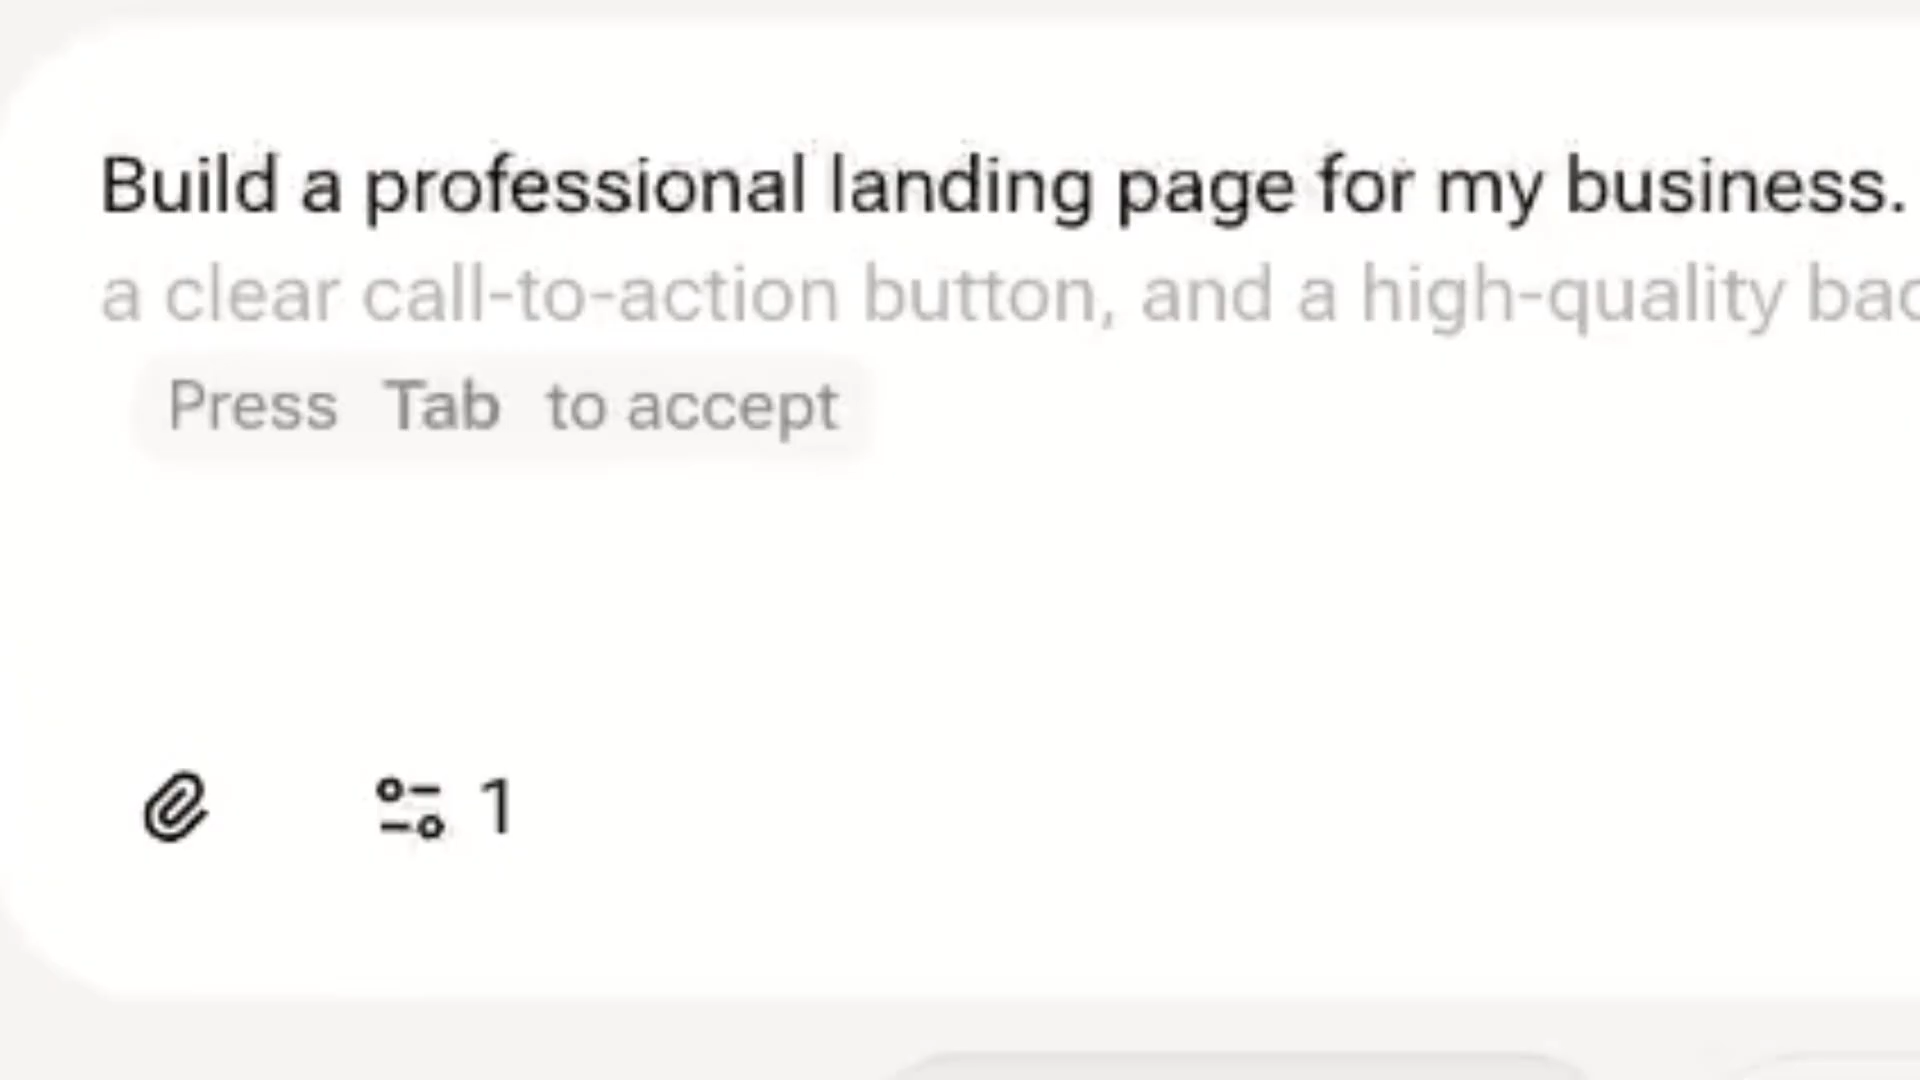 Build a professional landing page for my business.
a clear call-to-action button, and a high-quality
Press Tab to accept
1